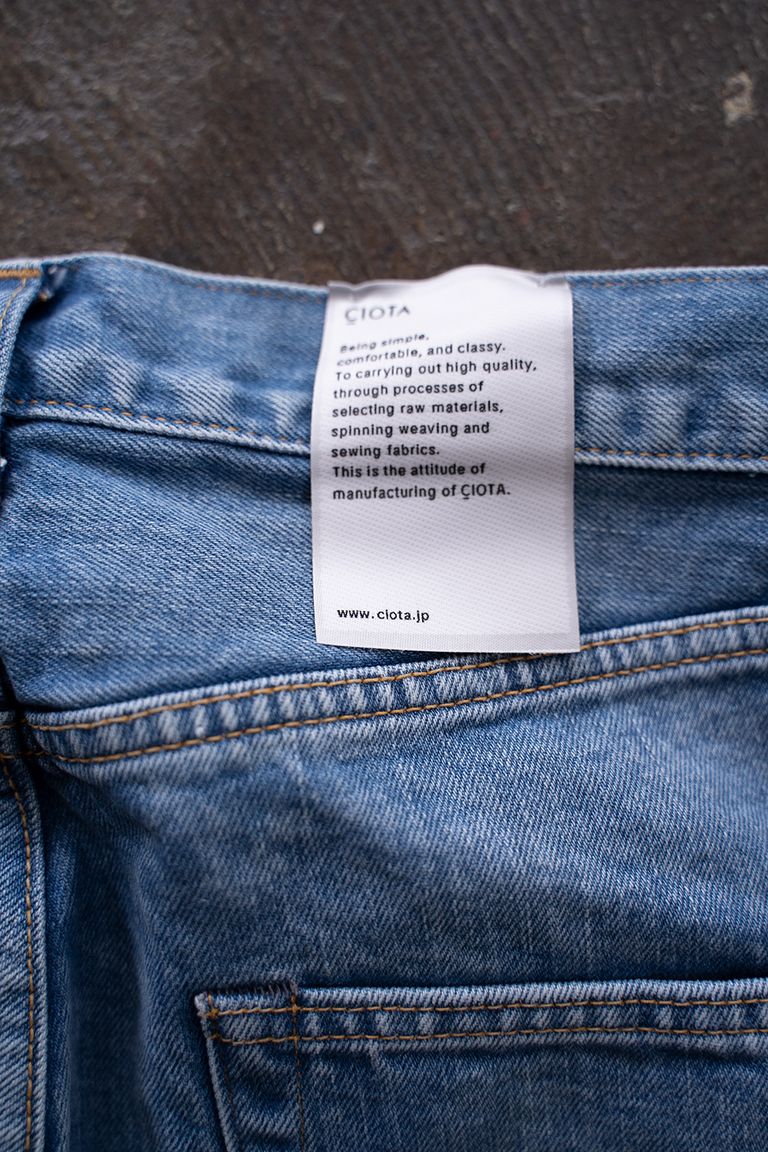 ÇIOTA
Being simple,
comfortable, and classy.
To carrying out high quality,
through processes of
selecting raw materials,
spinning weaving and
sewing fabrics.
This is the attitude of
manufacturing of ÇIOTA.
www.ciota.jp